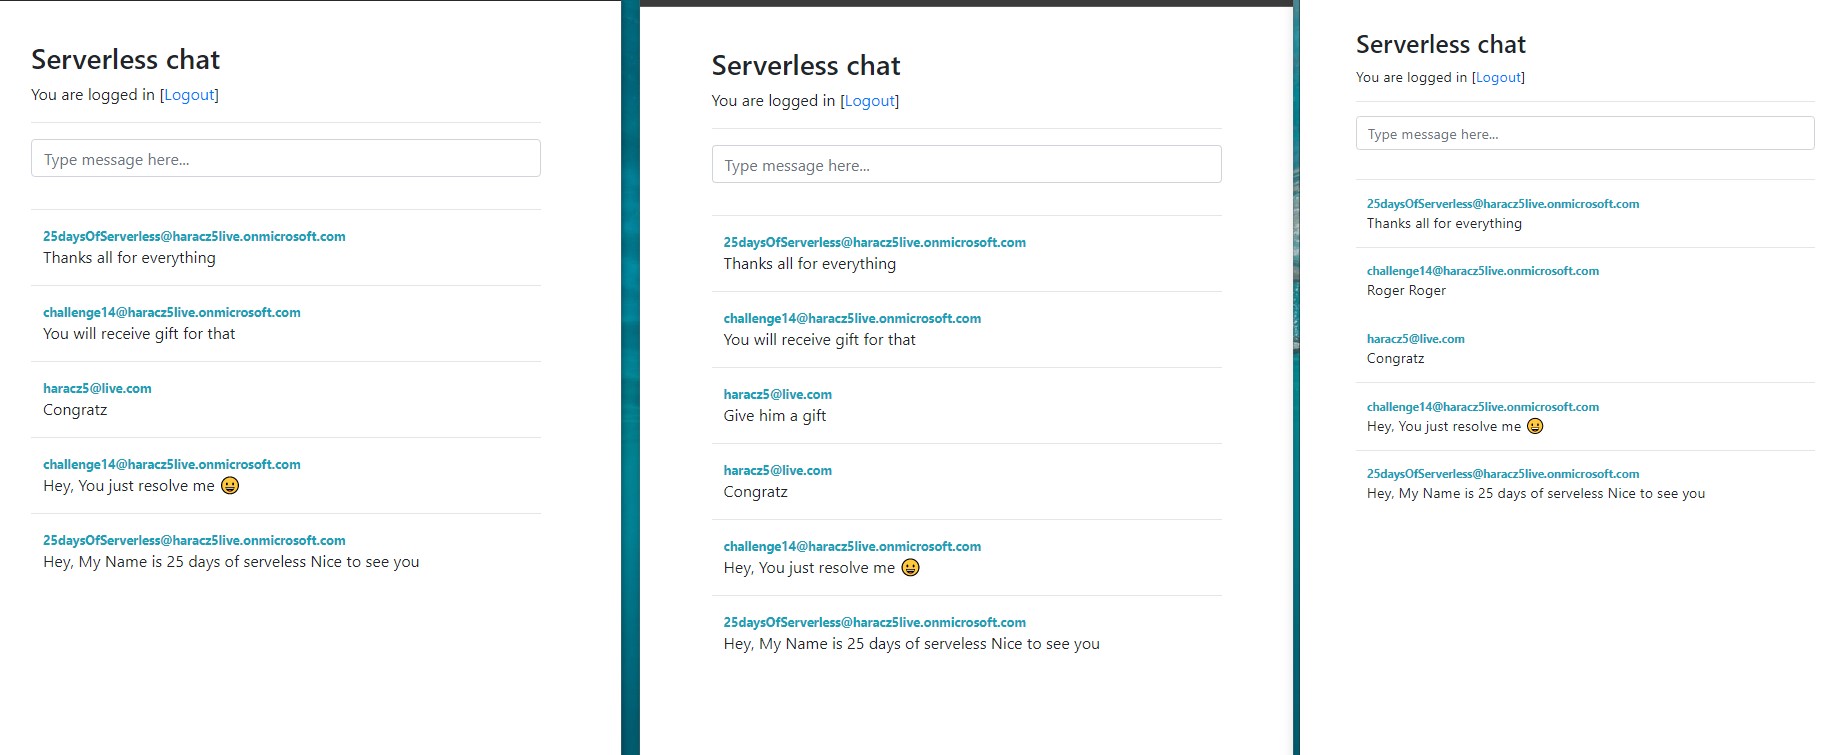 Serverless chat
You are logged in [Logout]
Type message here...
25daysOfServerless@haracz5live.onmicrosoft.com
Thanks all for everything
challenge14@haracz5live.onmicrosoft.com
You will receive gift for that
haracz5@live.com
Congratz
challenge14@haracz5live.onmicrosoft.com
Hey, You just resolve me 😀
25daysOfServerless@haracz5live.onmicrosoft.com
Hey, My Name is 25 days of serveless Nice to see you
Serverless chat
You are logged in [Logout]
Type message here...
25daysOfServerless@haracz5live.onmicrosoft.com
Thanks all for everything
challenge14@haracz5live.onmicrosoft.com
You will receive gift for that
haracz5@live.com
Give him a gift
haracz5@live.com
Congratz
challenge14@haracz5live.onmicrosoft.com
Hey, You just resolve me 😀
25daysOfServerless@haracz5live.onmicrosoft.com
Hey, My Name is 25 days of serveless Nice to see you
Serverless chat
You are logged in [Logout]
Type message here...
25daysOfServerless@haracz5live.onmicrosoft.com
Thanks all for everything
challenge14@haracz5live.onmicrosoft.com
Roger Roger
haracz5@live.com
Congratz
challenge14@haracz5live.onmicrosoft.com
Hey, You just resolve me 😀
25daysOfServerless@haracz5live.onmicrosoft.com
Hey, My Name is 25 days of serveless Nice to see you